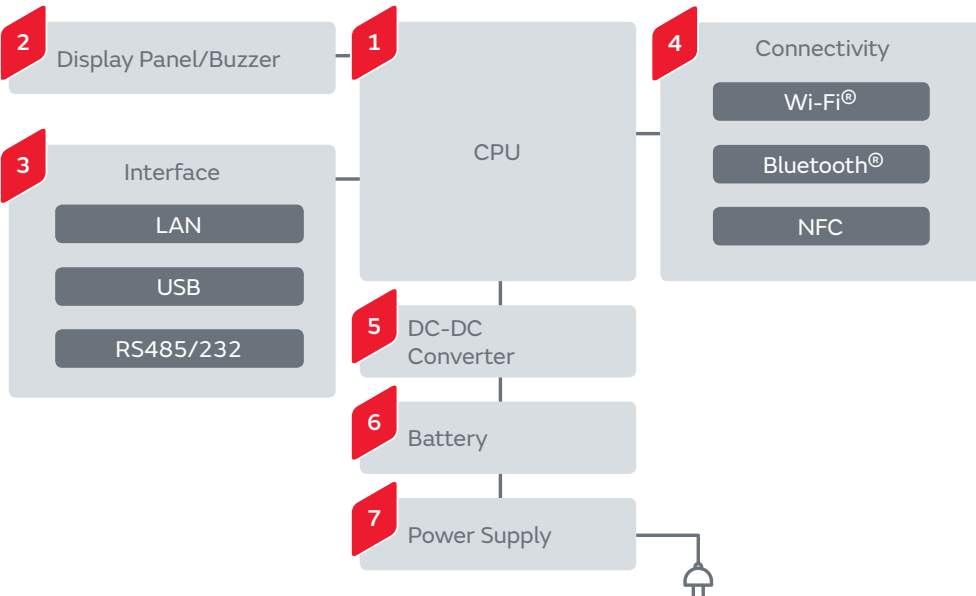 2
Display Panel/Buzzer
1
CPU
4
Connectivity
Wi-Fi®
Bluetooth®
NFC
3
Interface
LAN
USB
RS485/232
5
DC-DC
Converter
6
Battery
7
Power Supply